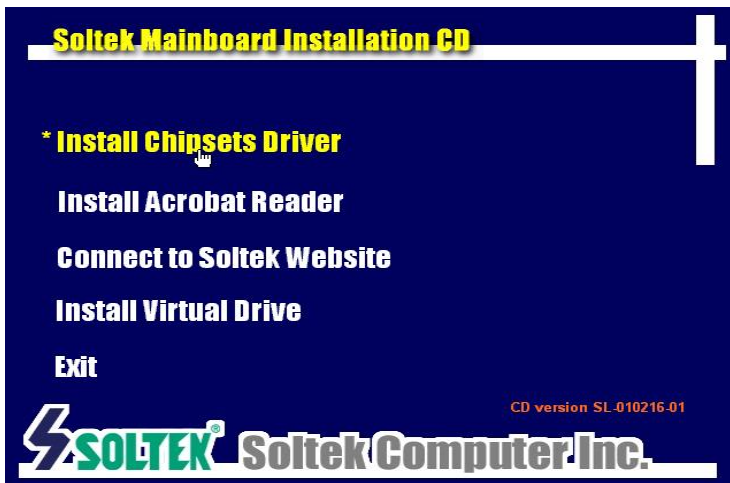 Soltek Mainboard Installation CD
* Install Chipsets Driver
Install Acrobat Reader
Connect to Soltek Website
Install Virtual Drive
Exit
CD version SL-010216-01
SOLTEK® Soltek Computer Inc.